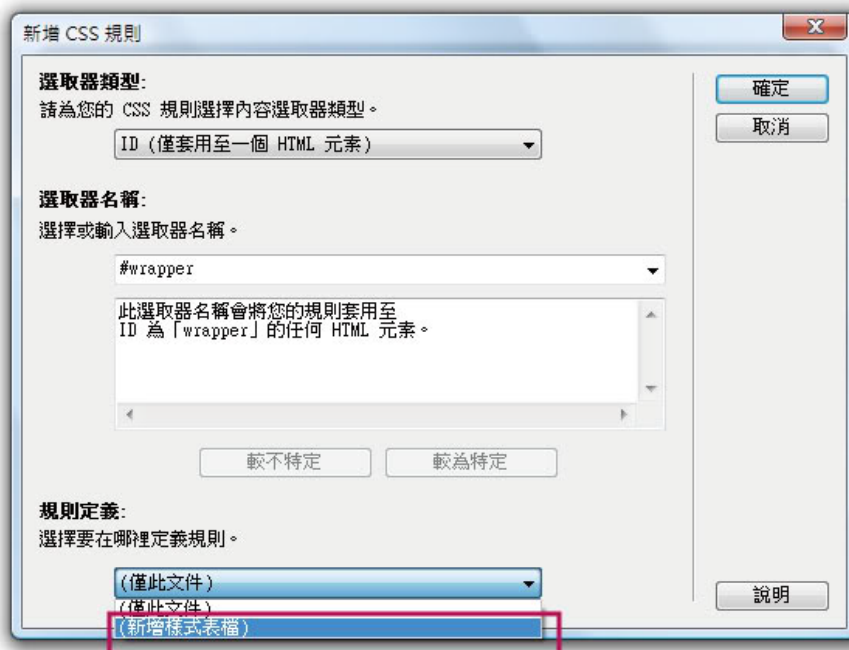 新增 CSS 規則
選取器類型:
請為您的 CSS 規則選擇內容選取器類型。
ID (僅套用至一個 HTML 元素)
選取器名稱:
選擇或輸入選取器名稱。
#wrapper
此選取器名稱會將您的規則套用至
ID 為「wrapper」的任何 HTML 元素。
較不特定
較為特定
規則定義:
選擇要在哪裡定義規則。
(僅此文件)
(僅此文件)
(新增樣式表檔)
確定
取消
說明